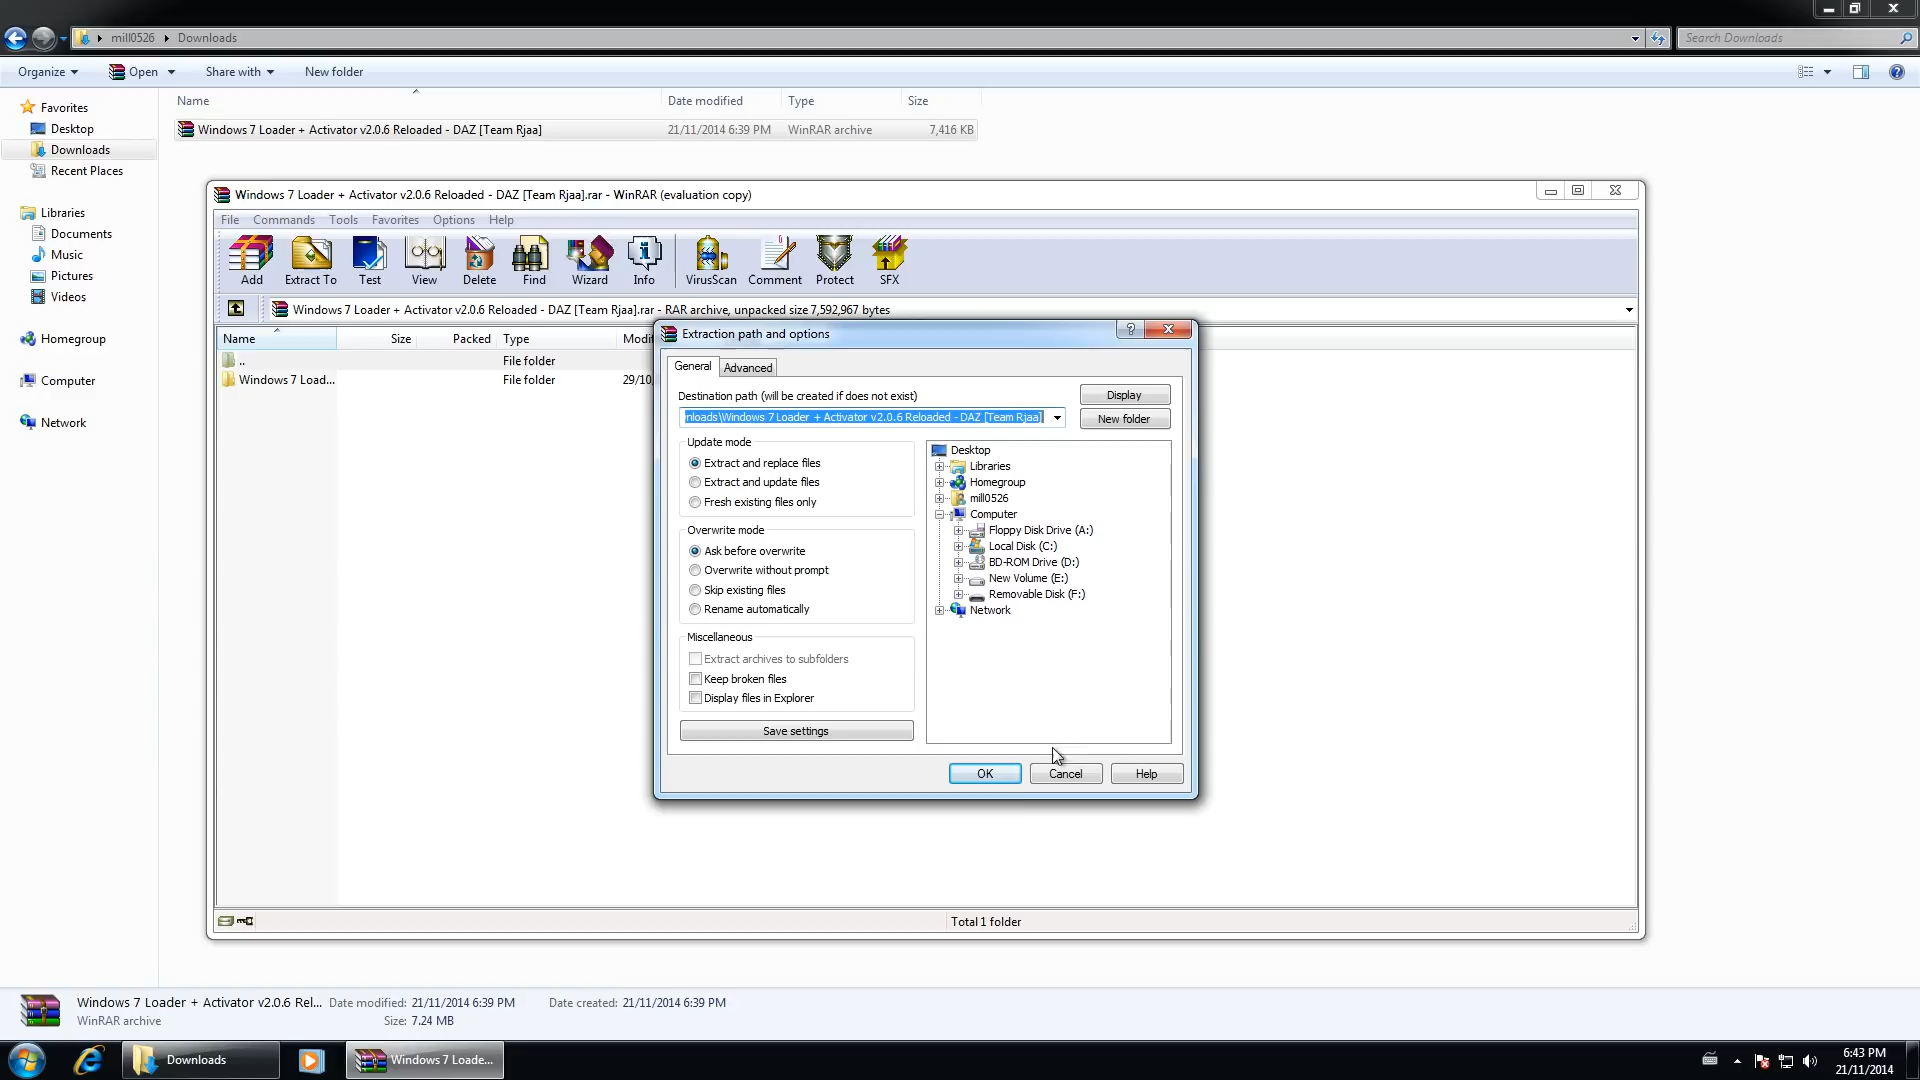 mill0526 Downloads
Search Downloads
Organize Open Share with New folder
Name Date modified Type Size
Windows 7 Loader + Activator v2.0.6 Reloaded - DAZ [Team Rjaa] 21/11/2014 6:39 PM WinRAR archive 7,416 KB
Favorites
Desktop
Downloads
Recent Places
Libraries
Documents
Music
Pictures
Videos
Homegroup
Computer
Network
Windows 7 Loader + Activator v2.0.6 Reloaded - DAZ [Team Rjaa].rar - WinRAR (evaluation copy)
File Commands Tools Favorites Options Help
Add Extract To Test View Delete Find Wizard Info VirusScan Comment Protect SFX
Windows 7 Loader + Activator v2.0.6 Reloaded - DAZ [Team Rjaa].rar - RAR archive, unpacked size 7,592,967 bytes
Name Size Packed Type Modif
.. File folder
Windows 7 Load... File folder 29/10
Total 1 folder
Extraction path and options
?
General Advanced
Destination path (will be created if does not exist)
nloads\Windows 7 Loader + Activator v2.0.6 Reloaded - DAZ [Team Rjaa]
Display
New folder
Update mode
Extract and replace files
Extract and update files
Fresh existing files only
Overwrite mode
Ask before overwrite
Overwrite without prompt
Skip existing files
Rename automatically
Miscellaneous
Extract archives to subfolders
Keep broken files
Display files in Explorer
Save settings
Desktop
Libraries
Homegroup
mill0526
Computer
Floppy Disk Drive (A:)
Local Disk (C:)
BD-ROM Drive (D:)
New Volume (E:)
Removable Disk (F:)
Network
OK Cancel Help
Windows 7 Loader + Activator v2.0.6 Rel... Date modified: 21/11/2014 6:39 PM Date created: 21/11/2014 6:39 PM
WinRAR archive Size: 7.24 MB
Downloads
Windows 7 Loade...
6:43 PM
21/11/2014